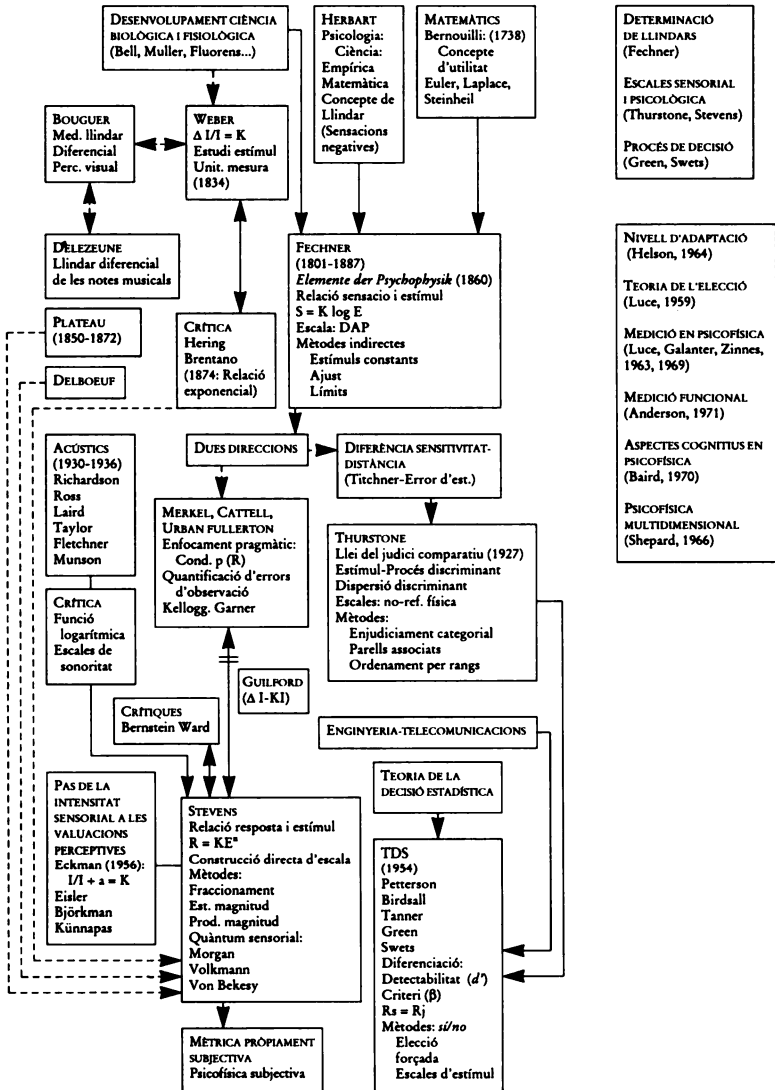 DESENVOLUPAMENT CIÈNCIA
BIOLÒGICA I FISIOLÒGICA
(Bell, Muller, Fluorens...)
HERBART
Psicologia:
Ciència:
Empírica
Matemàtica
Concepte de
Llindar
(Sensacions
negatives)
MATEMÀTICS
Bernouilli: (1738)
Concepte
d'utilitat
Euler, Laplace,
Steinheil
DETERMINACIÓ
DE LLINDARS
(Fechner)
ESCALES SENSORIAL
I PSICOLÒGICA
(Thurstone, Stevens)
PROCÉS DE DECISIÓ
(Green, Swets)
BOUGUER
Med. llindar
Diferencial
Perc. visual
WEBER
Δ I/I = K
Estudi estímul
Unit. mesura
(1834)
DELEZEUNE
Llindar diferencial
de les notes musicals
FECHNER
(1801-1887)
Elemente der Psychophysik (1860)
Relació sensacio i estímul
S = K log E
Escala: DAP
Mètodes indirectes
Estímuls constants
Ajust
Límits
NIVELL D'ADAPTACIÓ
(Helson, 1964)
TEORIA DE L'ELECCIÓ
(Luce, 1959)
MEDICIÓ EN PSICOFÍSICA
(Luce, Galanter, Zinnes,
1963, 1969)
MEDICIÓ FUNCIONAL
(Anderson, 1971)
ASPECTES COGNITIUS EN
PSICOFÍSICA
(Baird, 1970)
PSICOFÍSICA
MULTIDIMENSIONAL
(Shepard, 1966)
PLATEAU
(1850-1872)
CRÍTICA
Hering
Brentano
(1874: Relació
exponencial)
DELBOEUF
ACÚSTICS
(1930-1936)
Richardson
Ross
Laird
Taylor
Fletchner
Munson
DUES DIRECCIONS
DIFERÈNCIA SENSITIVITAT-
DISTÀNCIA
(Titchner-Error d'est.)
MERKEL, CATTELL,
URBAN FULLERTON
Enfocament pragmàtic:
Cond. p (R)
Quantificació d'errors
d'observació
Kellogg. Garner
THURSTONE
Llei del judici comparatiu (1927)
Estímul-Procés discriminant
Dispersió discriminant
Escales: no-ref. física
Mètodes:
Enjudiciament categorial
Parells associats
Ordenament per rangs
CRÍTICA
Funció
logarítmica
Escales de
sonoritat
GUILFORD
(Δ I-KI)
CRÍTIQUES
Bernstein Ward
ENGINYERIA-TELECOMUNICACIONS
PAS DE LA
INTENSITAT
SENSORIAL A LES
VALUACIONS
PERCEPTIVES
Eckman (1956):
I/I + a = K
Eisler
Björkman
Künnapas
STEVENS
Relació resposta i estímul
R = KEⁿ
Construcció directa d'escala
Mètodes:
Fraccionament
Est. magnitud
Prod. magnitud
Quàntum sensorial:
Morgan
Volkmann
Von Bekesy
TEORIA DE LA
DECISIÓ ESTADÍSTICA
TDS
(1954)
Petterson
Birdsall
Tanner
Green
Swets
Diferenciació:
Detectabilitat (d')
Criteri (β)
Rs = Rj
Mètodes: sí/no
Elecció
forçada
Escales d'estímul
MÈTRICA PRÒPIAMENT
SUBJECTIVA
Psicofísica subjectiva